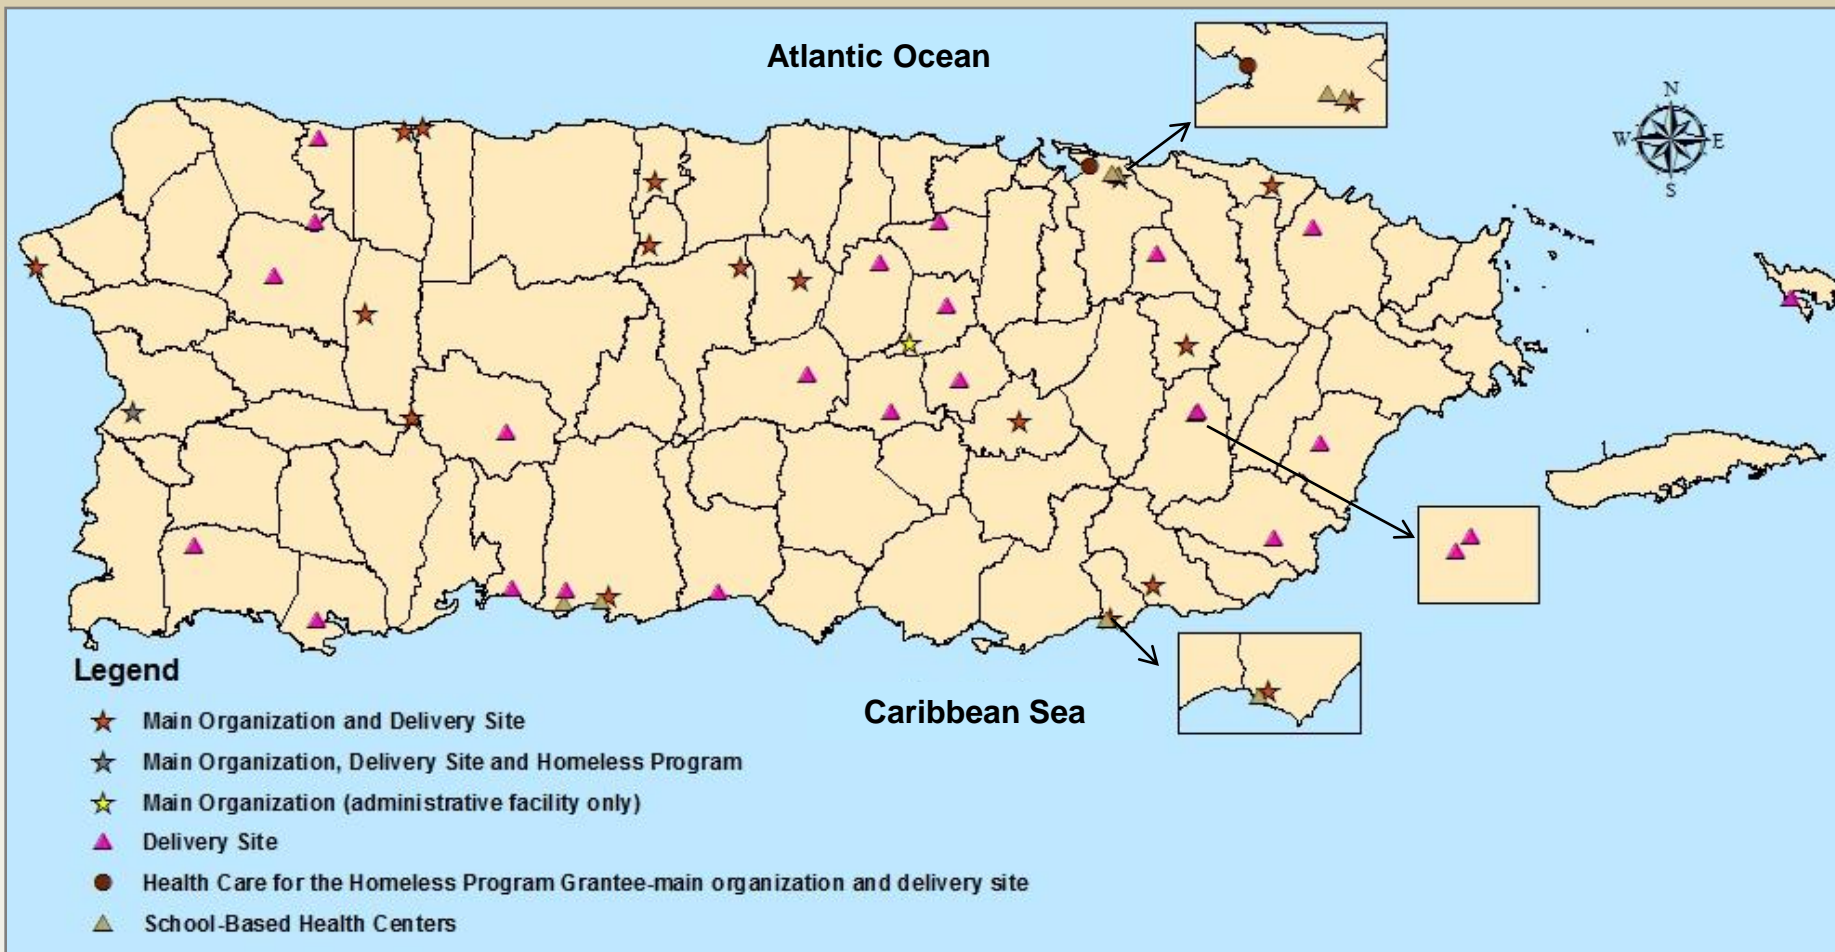 Atlantic Ocean
N
W E
S
Legend
Main Organization and Delivery Site
Caribbean Sea
Main Organization, Delivery Site and Homeless Program
Main Organization (administrative facility only)
Delivery Site
Health Care for the Homeless Program Grantee-main organization and delivery site
School-Based Health Centers